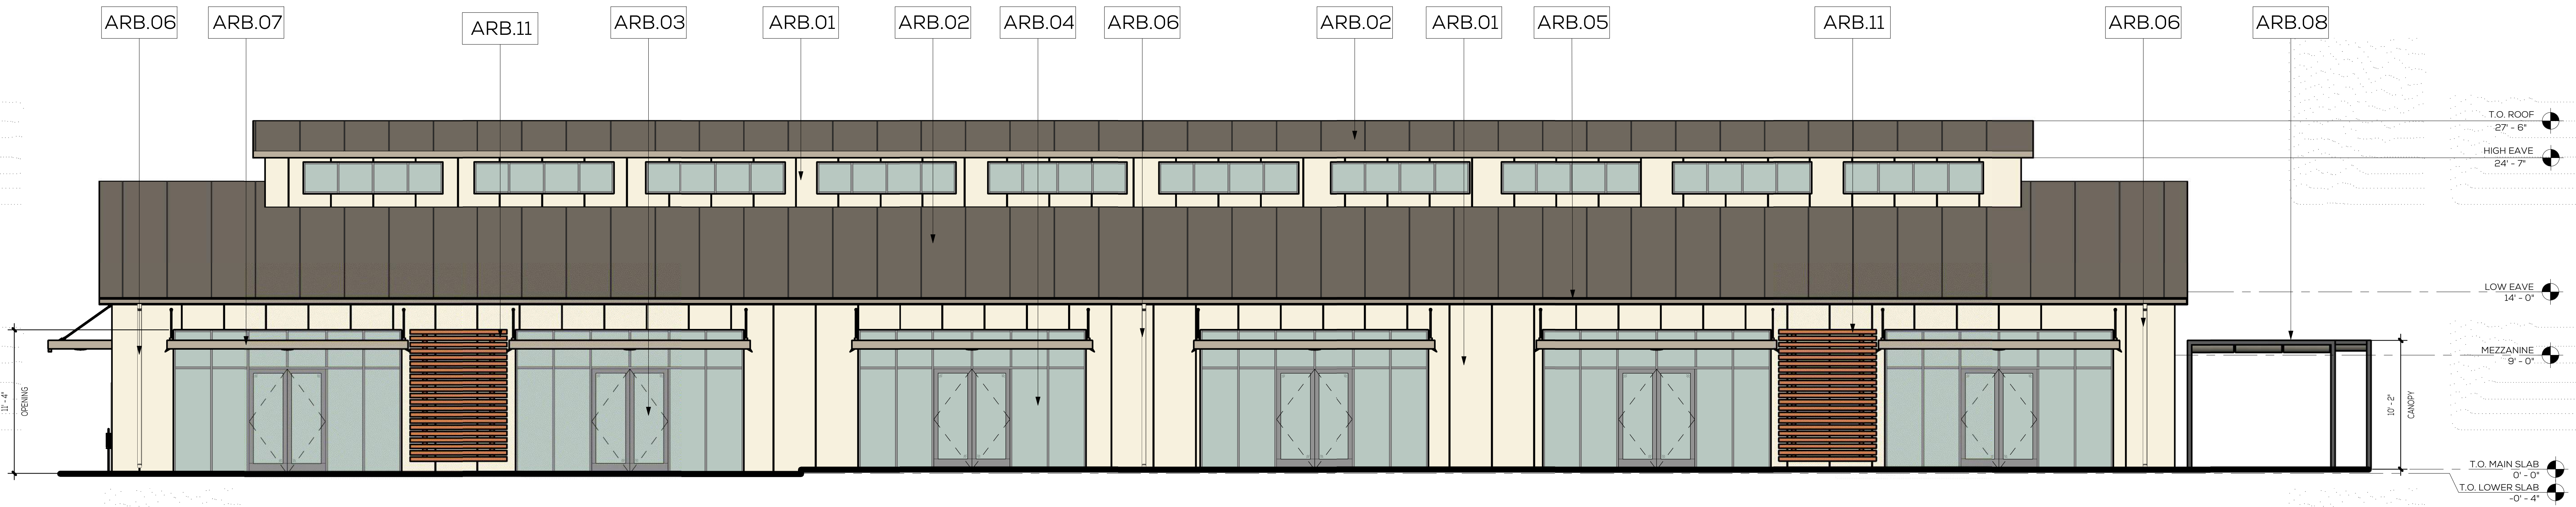 ARB.06 ARB.07 ARB.11 ARB.03 ARB.01 ARB.02 ARB.04 ARB.06 ARB.02 ARB.01 ARB.05 ARB.11 ARB.06 ARB.08
T.O. ROOF
27' - 6"
HIGH EAVE
24' - 7"
LOW EAVE
14' - 0"
MEZZANINE
9' - 0"
11' - 4"
OPENING
10' - 2"
CANOPY
T.O. MAIN SLAB
0' - 0"
T.O. LOWER SLAB
-0' - 4"